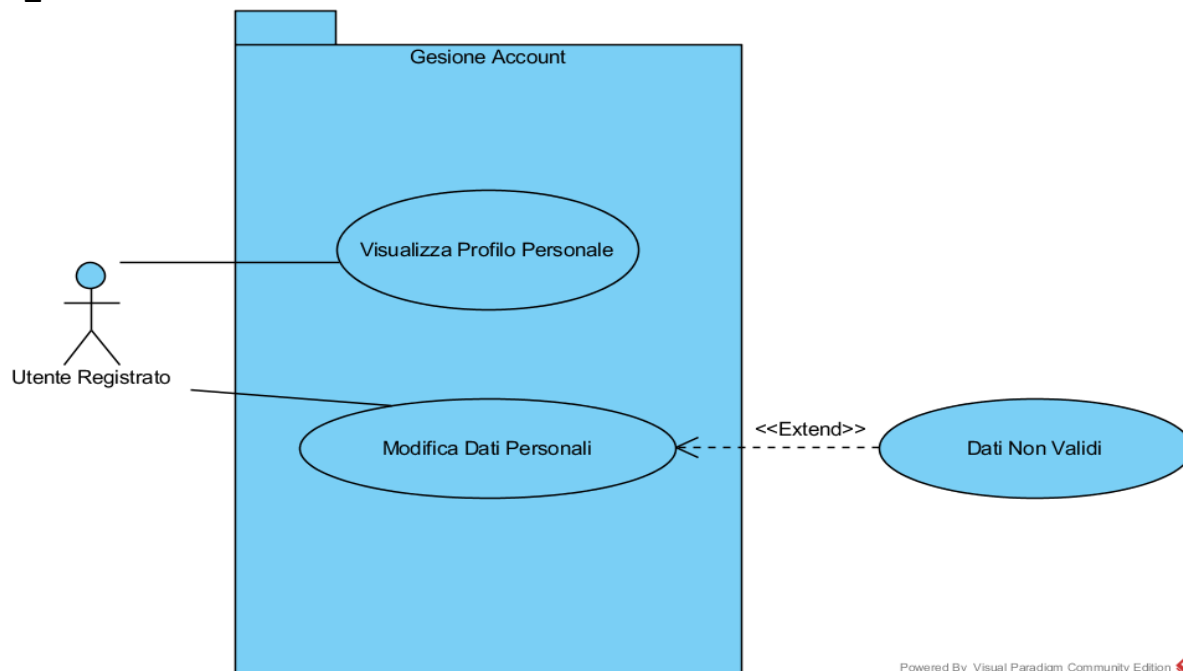 Gesione Account
Visualizza Profilo Personale
Utente Registrato
Modifica Dati Personali
<<Extend>>
Dati Non Validi
Powered By Visual Paradigm Community Edition